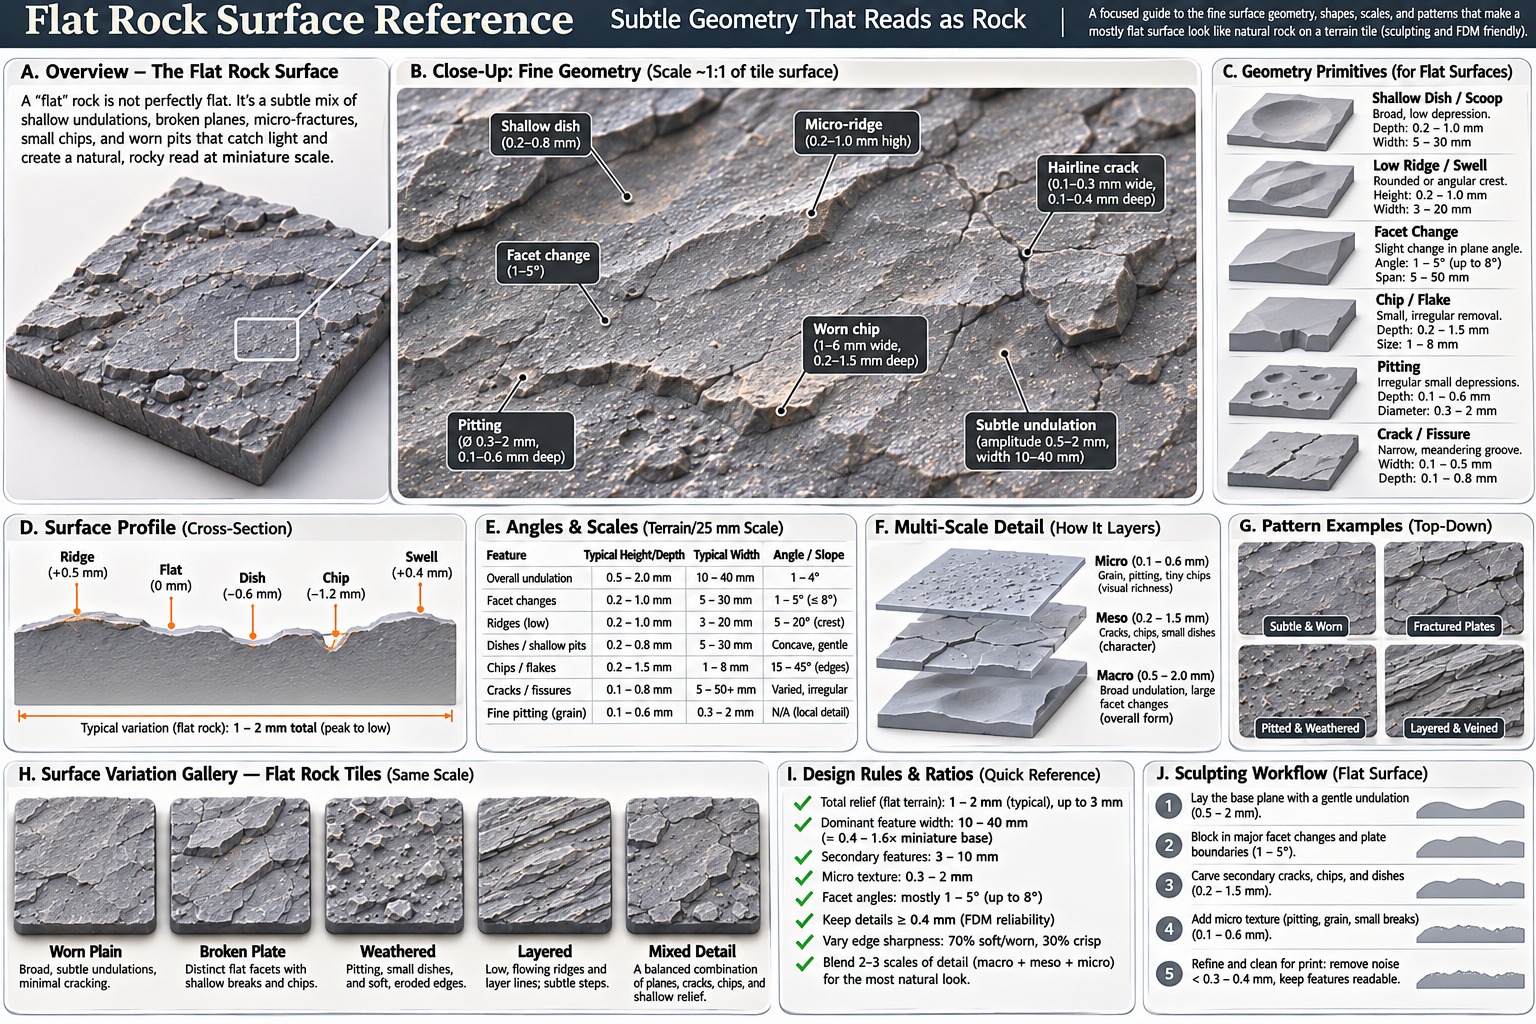 Flat Rock Surface Reference
Subtle Geometry That Reads as Rock
A focused guide to the fine surface geometry, shapes, scales, and patterns that make a
mostly flat surface look like natural rock on a terrain tile (sculpting and FDM friendly).
A. Overview – The Flat Rock Surface
A “flat” rock is not perfectly flat. It’s a subtle mix of
shallow undulations, broken planes, micro-fractures,
small chips, and worn pits that catch light and
create a natural, rocky read at miniature scale.
B. Close-Up: Fine Geometry (Scale ~1:1 of tile surface)
Shallow dish
(0.2–0.8 mm)
Micro-ridge
(0.2–1.0 mm high)
Hairline crack
(0.1–0.3 mm wide,
0.1–0.4 mm deep)
Facet change
(1–5°)
Worn chip
(1–6 mm wide,
0.2–1.5 mm deep)
Pitting
(Ø 0.3–2 mm,
0.1–0.6 mm deep)
Subtle undulation
(amplitude 0.5–2 mm,
width 10–40 mm)
C. Geometry Primitives (for Flat Surfaces)
Shallow Dish / Scoop
Broad, low depression.
Depth: 0.2 – 1.0 mm
Width: 5 – 30 mm
Low Ridge / Swell
Rounded or angular crest.
Height: 0.2 – 1.0 mm
Width: 3 – 20 mm
Facet Change
Slight change in plane angle.
Angle: 1 – 5° (up to 8°)
Span: 5 – 50 mm
Chip / Flake
Small, irregular removal.
Depth: 0.2 – 1.5 mm
Size: 1 – 8 mm
Pitting
Irregular small depressions.
Depth: 0.1 – 0.6 mm
Diameter: 0.3 – 2 mm
Crack / Fissure
Narrow, meandering groove.
Width: 0.1 – 0.5 mm
Depth: 0.1 – 0.8 mm
D. Surface Profile (Cross-Section)
Ridge
(+0.5 mm)
Flat
(0 mm)
Dish
(−0.6 mm)
Chip
(−1.2 mm)
Swell
(+0.4 mm)
Typical variation (flat rock): 1 – 2 mm total (peak to low)
E. Angles & Scales (Terrain/25 mm Scale)
Feature Typical Height/Depth Typical Width Angle / Slope
Overall undulation 0.5 – 2.0 mm 10 – 40 mm 1 – 4°
Facet changes 0.2 – 1.0 mm 5 – 30 mm 1 – 5° (≤ 8°)
Ridges (low) 0.2 – 1.0 mm 3 – 20 mm 5 – 20° (crest)
Dishes / shallow pits 0.2 – 0.8 mm 5 – 30 mm Concave, gentle
Chips / flakes 0.2 – 1.5 mm 1 – 8 mm 15 – 45° (edges)
Cracks / fissures 0.1 – 0.8 mm 5 – 50+ mm Varied, irregular
Fine pitting (grain) 0.1 – 0.6 mm 0.3 – 2 mm N/A (local detail)
F. Multi-Scale Detail (How It Layers)
Micro (0.1 – 0.6 mm)
Grain, pitting, tiny chips
(visual richness)
Meso (0.2 – 1.5 mm)
Cracks, chips, small dishes
(character)
Macro (0.5 – 2.0 mm)
Broad undulation, large
facet changes
(overall form)
G. Pattern Examples (Top-Down)
Subtle & Worn
Fractured Plates
Pitted & Weathered
Layered & Veined
H. Surface Variation Gallery — Flat Rock Tiles (Same Scale)
Worn Plain
Broad, subtle undulations,
minimal cracking.
Broken Plate
Distinct flat facets with
shallow breaks and chips.
Weathered
Pitting, small dishes,
and soft, eroded edges.
Layered
Low, flowing ridges and
layer lines; subtle steps.
Mixed Detail
A balanced combination
of planes, cracks, chips, and
shallow relief.
I. Design Rules & Ratios (Quick Reference)
Total relief (flat terrain): 1 – 2 mm (typical), up to 3 mm
Dominant feature width: 10 – 40 mm
(= 0.4 – 1.6× miniature base)
Secondary features: 3 – 10 mm
Micro texture: 0.3 – 2 mm
Facet angles: mostly 1 – 5° (up to 8°)
Keep details ≥ 0.4 mm (FDM reliability)
Vary edge sharpness: 70% soft/worn, 30% crisp
Blend 2–3 scales of detail (macro + meso + micro)
for the most natural look.
J. Sculpting Workflow (Flat Surface)
1 Lay the base plane with a gentle undulation
(0.5 – 2 mm).
2 Block in major facet changes and plate
boundaries (1 – 5°).
3 Carve secondary cracks, chips, and dishes
(0.2 – 1.5 mm).
4 Add micro texture (pitting, grain, small breaks)
(0.1 – 0.6 mm).
5 Refine and clean for print: remove noise
< 0.3 – 0.4 mm, keep features readable.